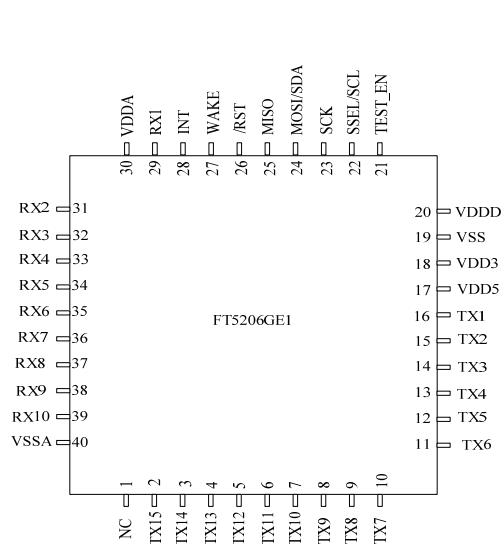 VDDA
RX1
INT
WAKE
/RST
MISO
MOSI/SDA
SCK
SSEL/SCL
TEST_EN
30
29
28
27
26
25
24
23
22
21
RX2 31
RX3 32
RX4 33
RX5 34
RX6 35
RX7 36
RX8 37
RX9 38
RX10 39
VSSA 40
FT5206GE1
20 VDDD
19 VSS
18 VDD3
17 VDD5
16 TX1
15 TX2
14 TX3
13 TX4
12 TX5
11 TX6
1
2
3
4
5
6
7
8
9
10
NC
TX15
TX14
TX13
TX12
TX11
TX10
TX9
TX8
TX7